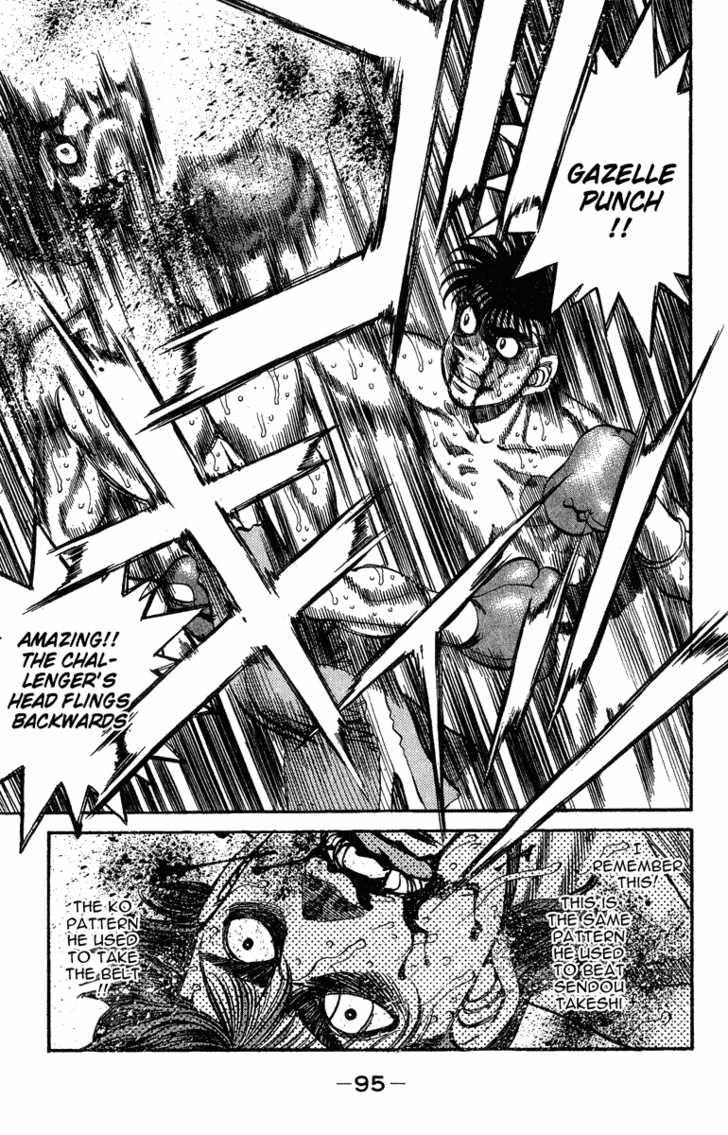 GAZELLE
PUNCH
!!
AMAZING!!
THE CHAL-
LENGER'S
HEAD FLINGS
BACKWARDS
I
REMEMBER
THIS!
THIS IS
THE SAME
PATTERN
HE USED
TO BEAT
SENDOU
TAKESHI
THE KO
PATTERN
HE USED
TO TAKE
THE BELT
!!
-95-